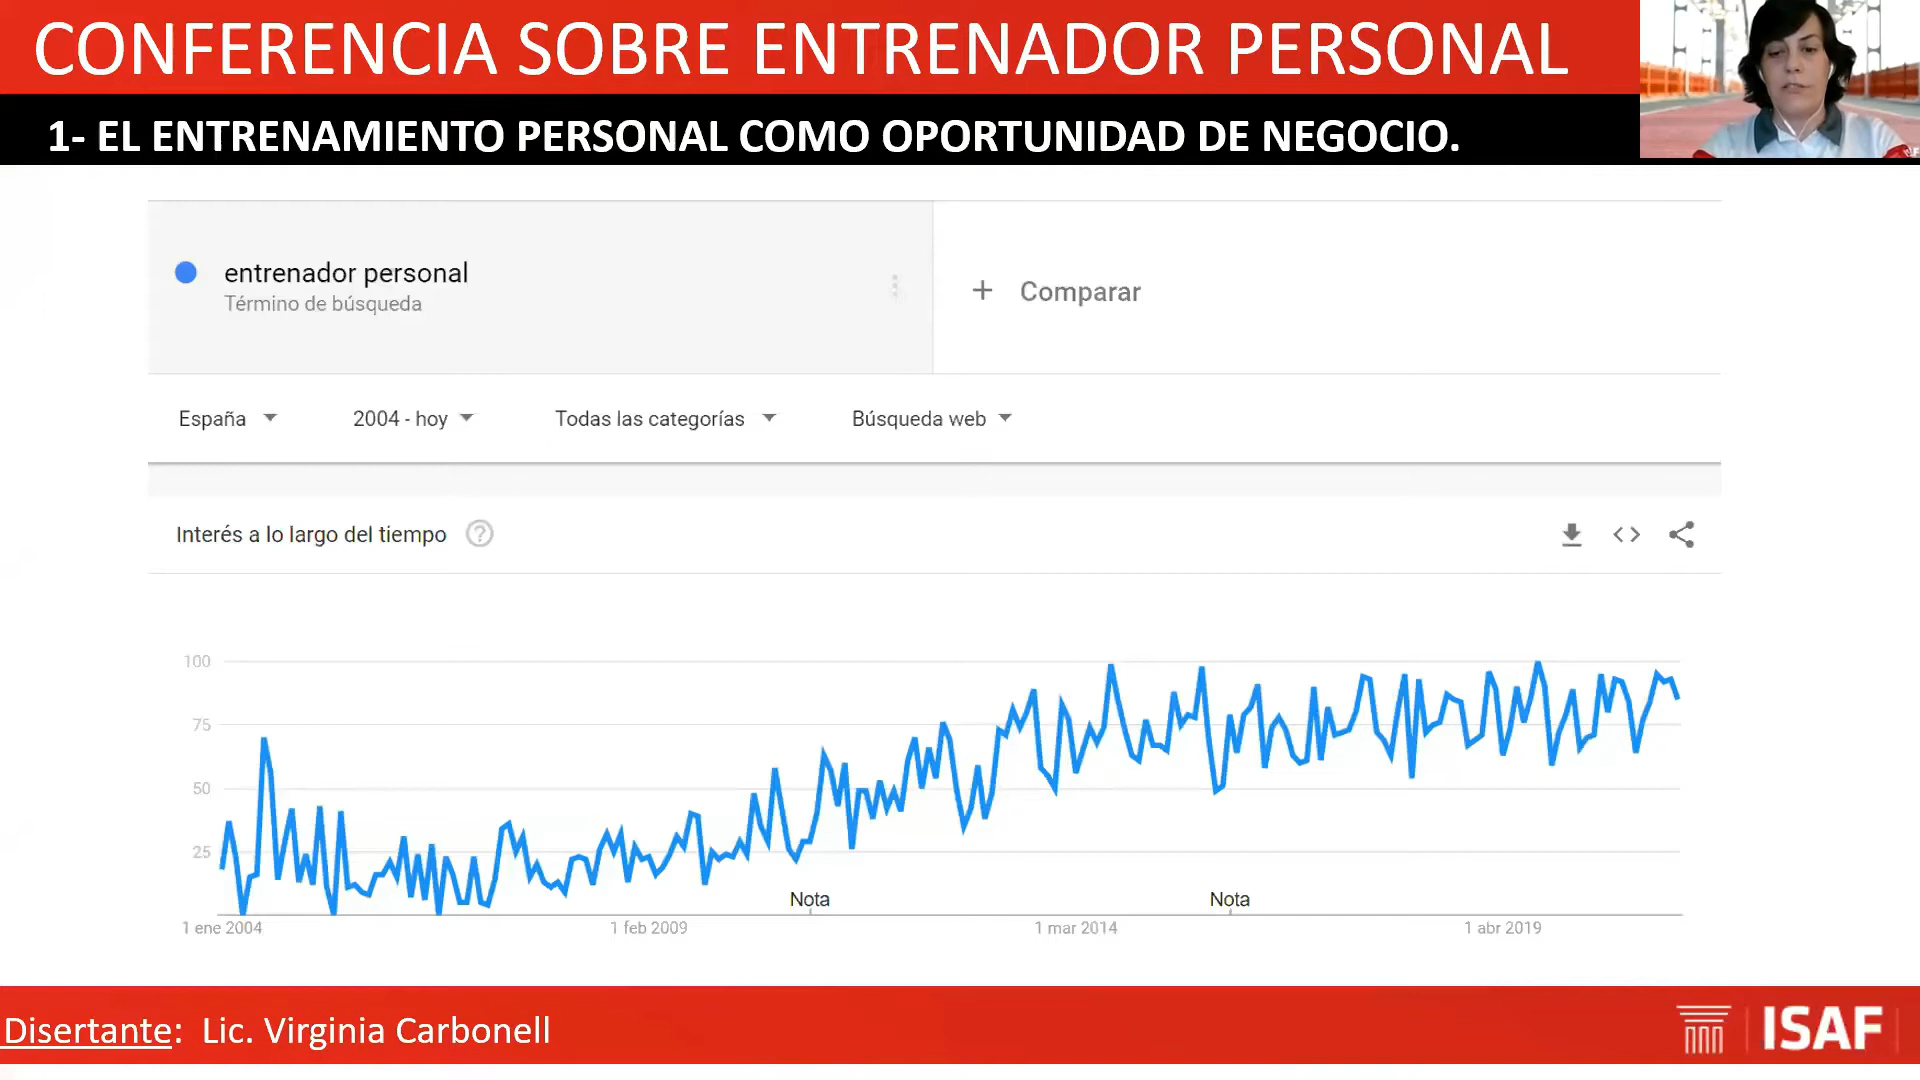 CONFERENCIA SOBRE ENTRENADOR PERSONAL
1- EL ENTRENAMIENTO PERSONAL COMO OPORTUNIDAD DE NEGOCIO.
entrenador personal
Término de búsqueda
+ Comparar
España 2004 - hoy Todas las categorías Búsqueda web
Interés a lo largo del tiempo ?
100
75
50
25
Nota Nota
1 ene 2004 1 feb 2009 1 mar 2014 1 abr 2019
Disertante: Lic. Virginia Carbonell
ISAF